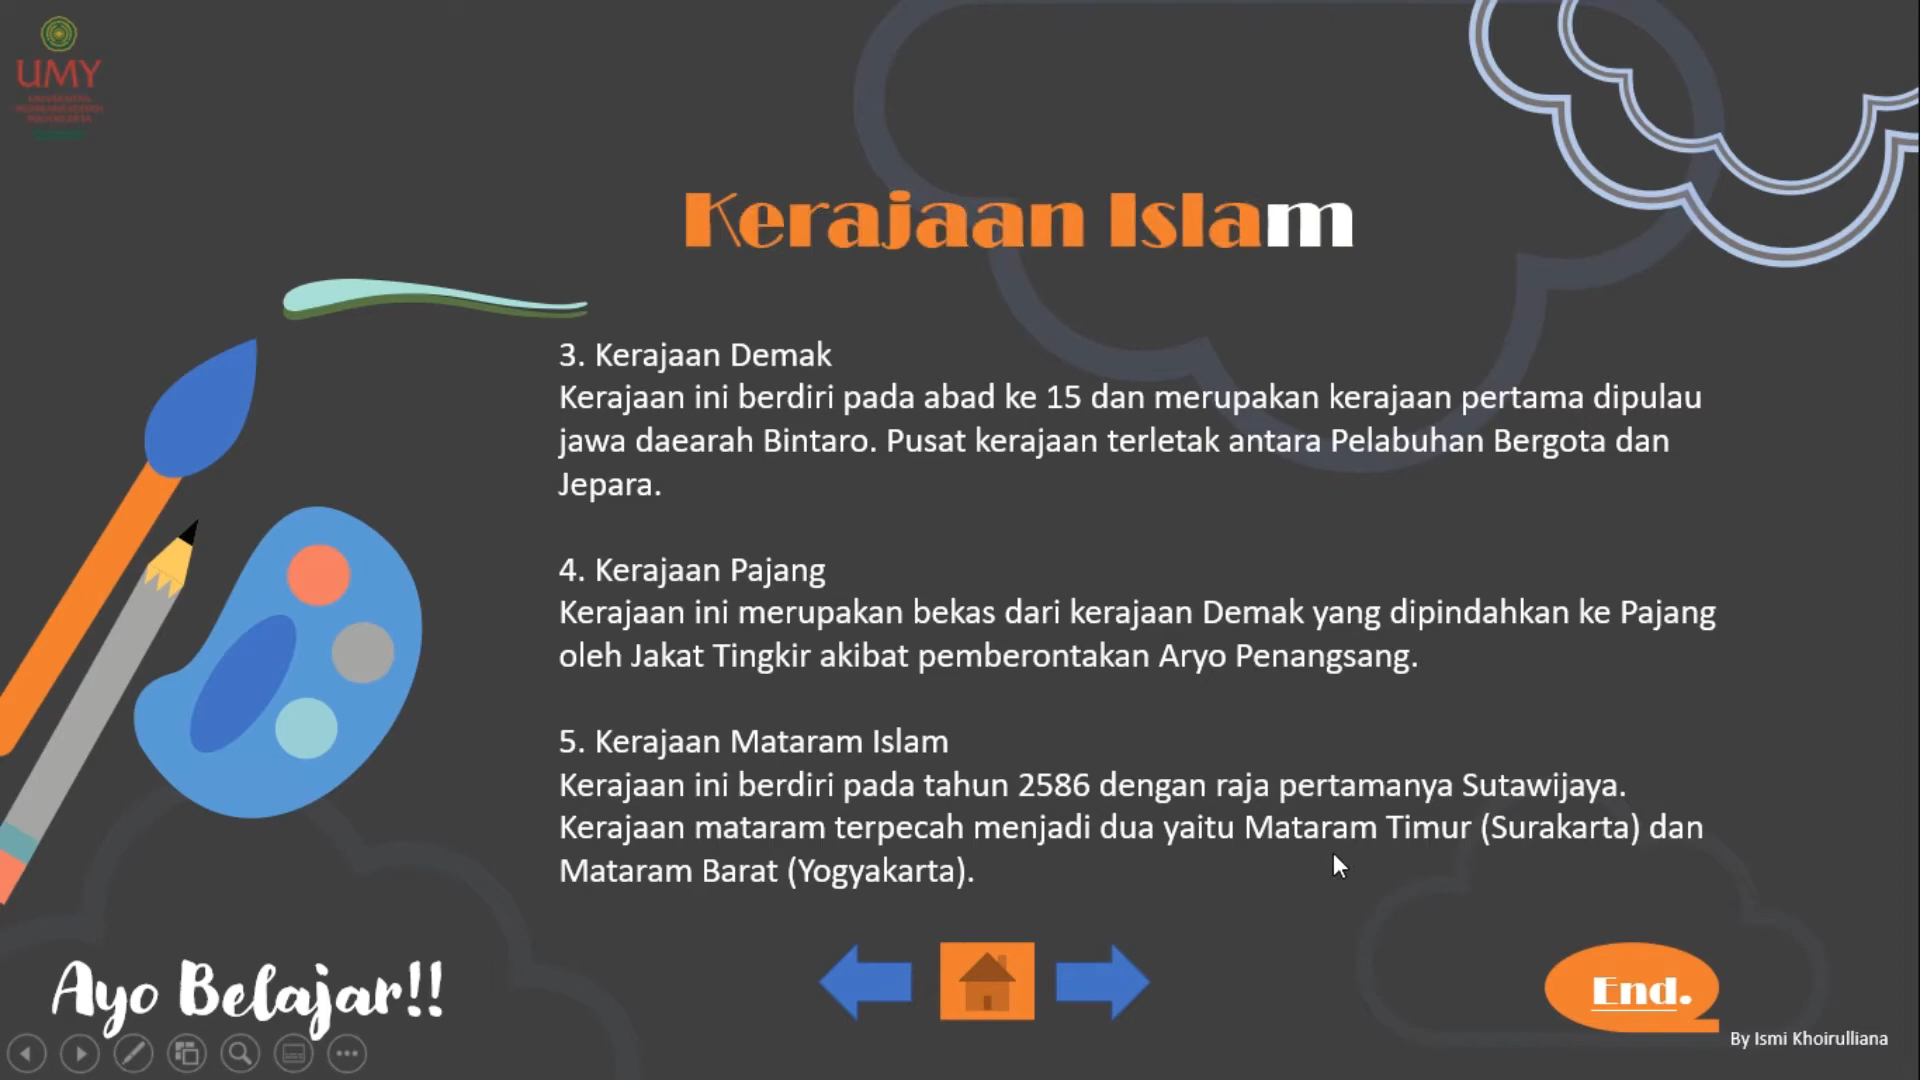 UMY
Kerajaan Islam
3. Kerajaan Demak
Kerajaan ini berdiri pada abad ke 15 dan merupakan kerajaan pertama dipulau
jawa daearah Bintaro. Pusat kerajaan terletak antara Pelabuhan Bergota dan
Jepara.
4. Kerajaan Pajang
Kerajaan ini merupakan bekas dari kerajaan Demak yang dipindahkan ke Pajang
oleh Jakat Tingkir akibat pemberontakan Aryo Penangsang.
5. Kerajaan Mataram Islam
Kerajaan ini berdiri pada tahun 2586 dengan raja pertamanya Sutawijaya.
Kerajaan mataram terpecah menjadi dua yaitu Mataram Timur (Surakarta) dan
Mataram Barat (Yogyakarta).
Ayo Belajar!!
End.
By Ismi Khoirulliana